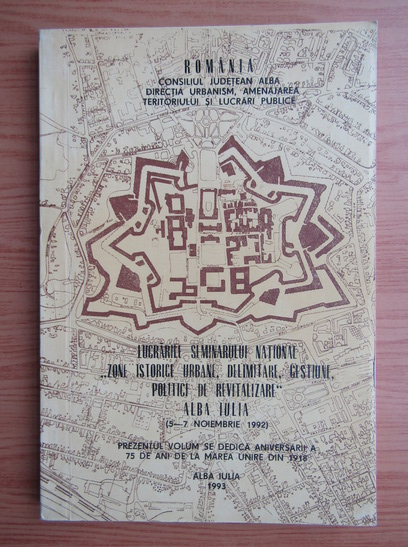 ROMÂNIA
CONSILIUL JUDEȚEAN ALBA
DIRECȚIA URBANISM, AMENAJAREA
TERITORIULUI ȘI LUCRĂRI PUBLICE
LUCRĂRILE SEMINARULUI NAȚIONAL
„ZONE ISTORICE URBANE, DELIMITARE, GESTIUNE,
POLITICI DE REVITALIZARE"
ALBA IULIA
(5—7 NOIEMBRIE 1992)
PREZENTUL VOLUM SE DEDICĂ ANIVERSĂRII A
75 DE ANI DE LA MAREA UNIRE DIN 1918
ALBA IULIA
1993